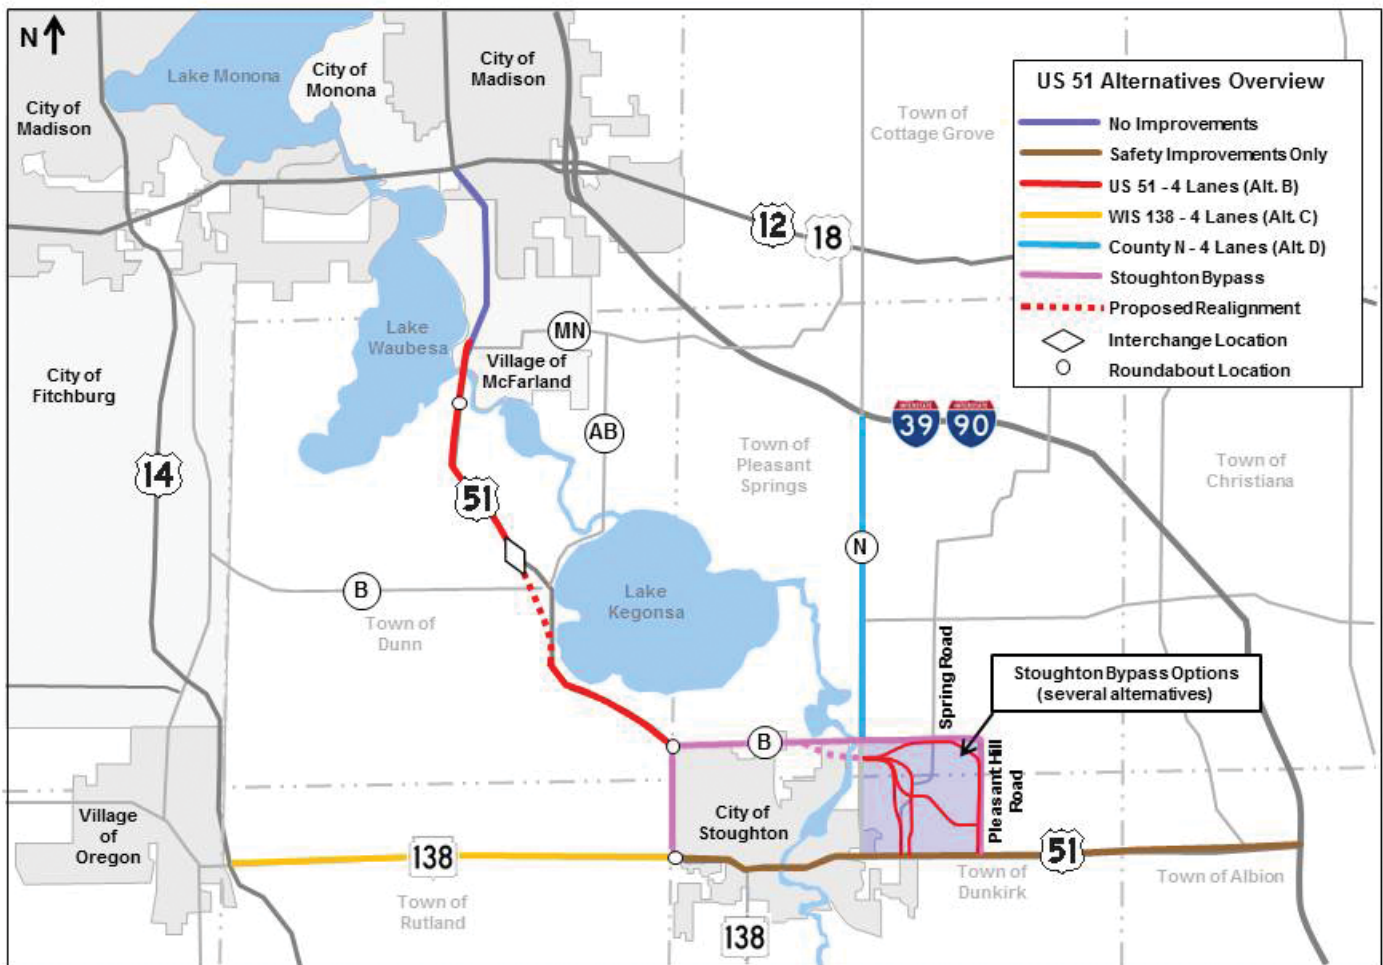 N
Lake Monona
City of
Monona
City of
Madison
City of
Madison
Town of
Cottage Grove
US 51 Alternatives Overview
No Improvements
Safety Improvements Only
US 51 - 4 Lanes (Alt. B)
WIS 138 - 4 Lanes (Alt. C)
County N - 4 Lanes (Alt. D)
Stoughton Bypass
Proposed Realignment
Interchange Location
Roundabout Location
12
18
Lake
Waubesa
MN
Village of
McFarland
City of
Fitchburg
AB
INTERSTATE
39
INTERSTATE
90
Town of
Pleasant
Springs
Town of
Christiana
14
51
N
B
Lake
Kegonsa
Town of
Dunn
Spring Road
Stoughton Bypass Options
(several alternatives)
B
Pleasant Hill
Road
Village
of
Oregon
City of
Stoughton
138
51
Town of
Rutland
Town of
Dunkirk
Town of Albion
138